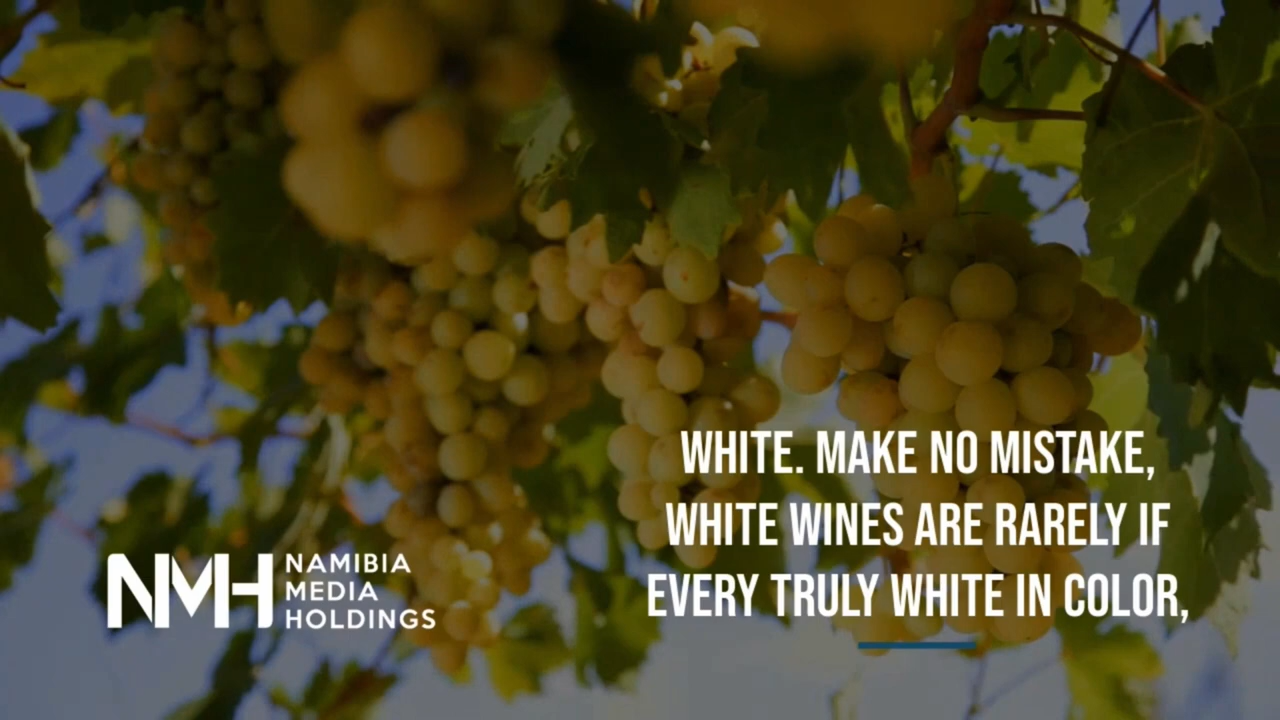 WHITE. MAKE NO MISTAKE,
WHITE WINES ARE RARELY IF
EVERY TRULY WHITE IN COLOR,
NMH
NAMIBIA
MEDIA
HOLDINGS